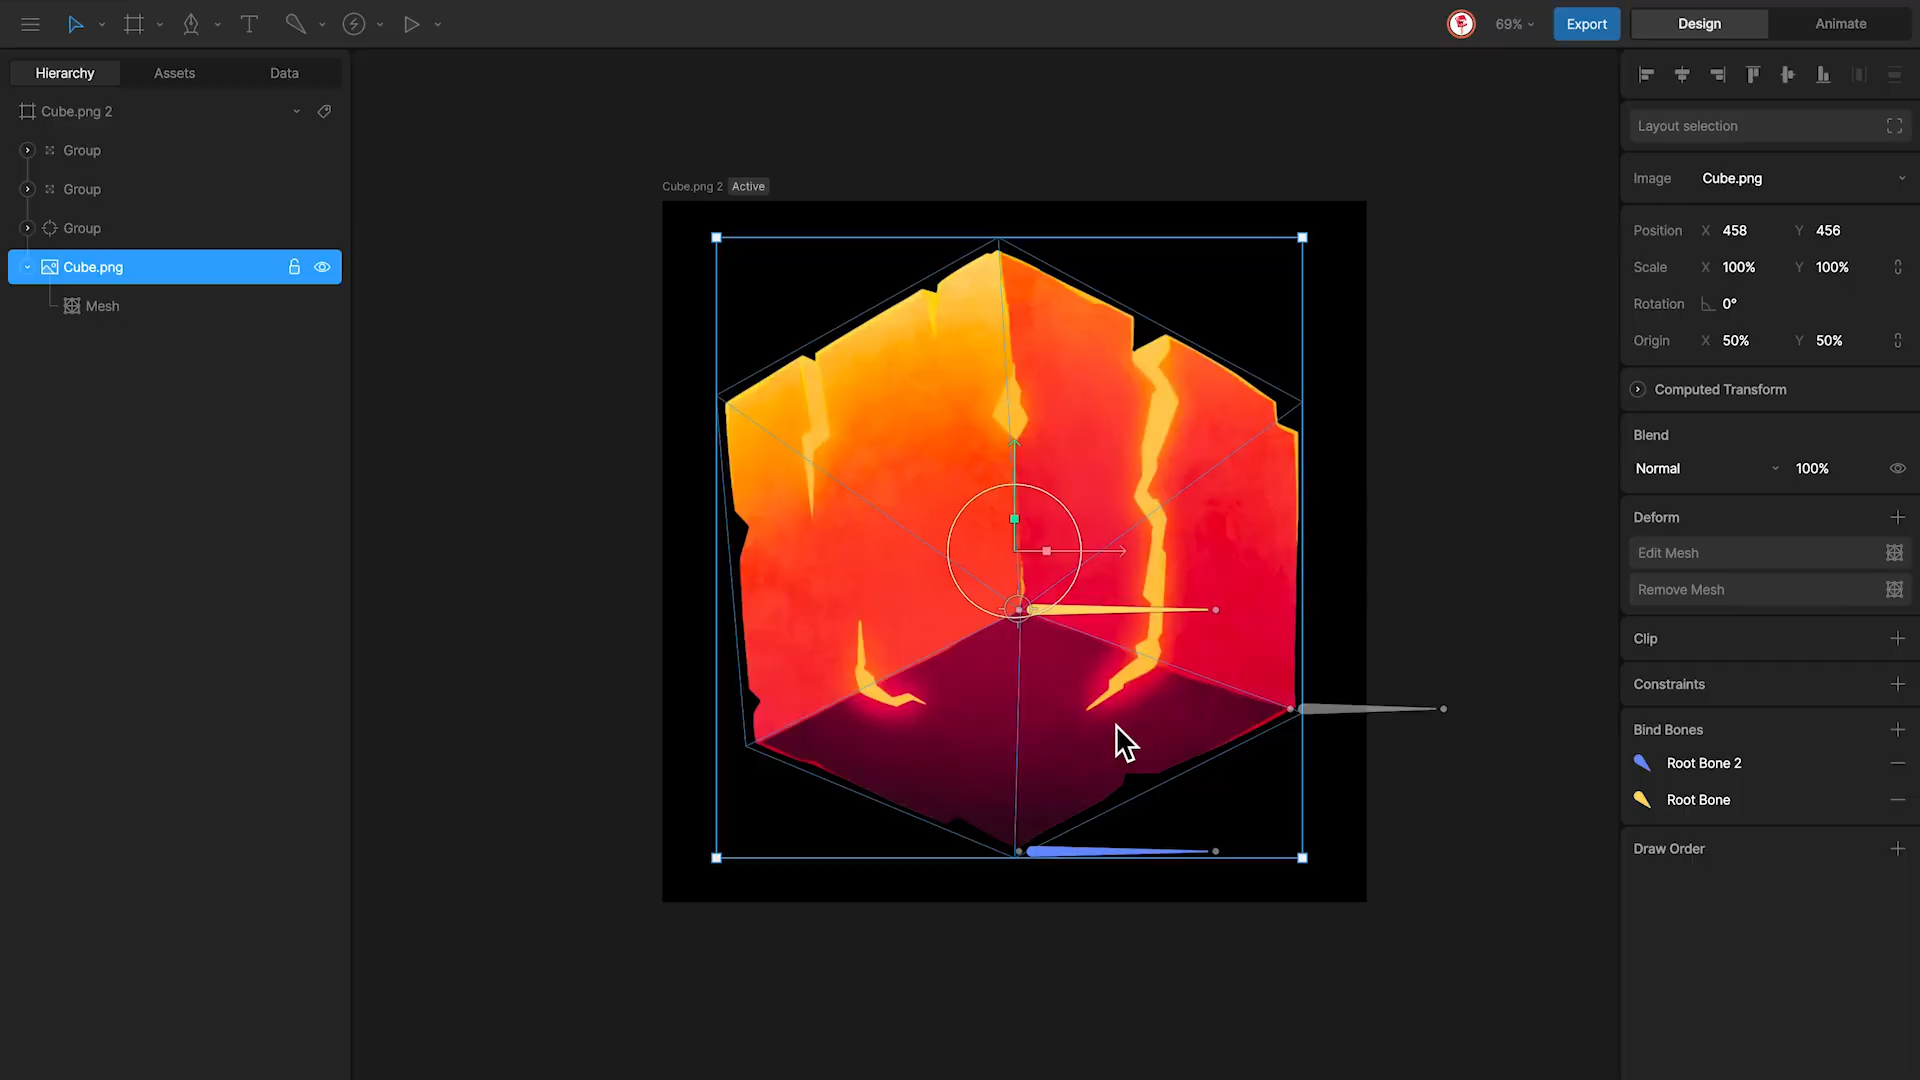 69%
Export
Design
Animate
Hierarchy
Assets
Data
Cube.png 2
Group
Group
Group
Cube.png
Mesh
Cube.png 2 Active
Layout selection
Image Cube.png
Position X 458 Y 456
Scale X 100% Y 100%
Rotation 0°
Origin X 50% Y 50%
Computed Transform
Blend
Normal 100%
Deform
Edit Mesh
Remove Mesh
Clip
Constraints
Bind Bones
Root Bone 2
Root Bone
Draw Order